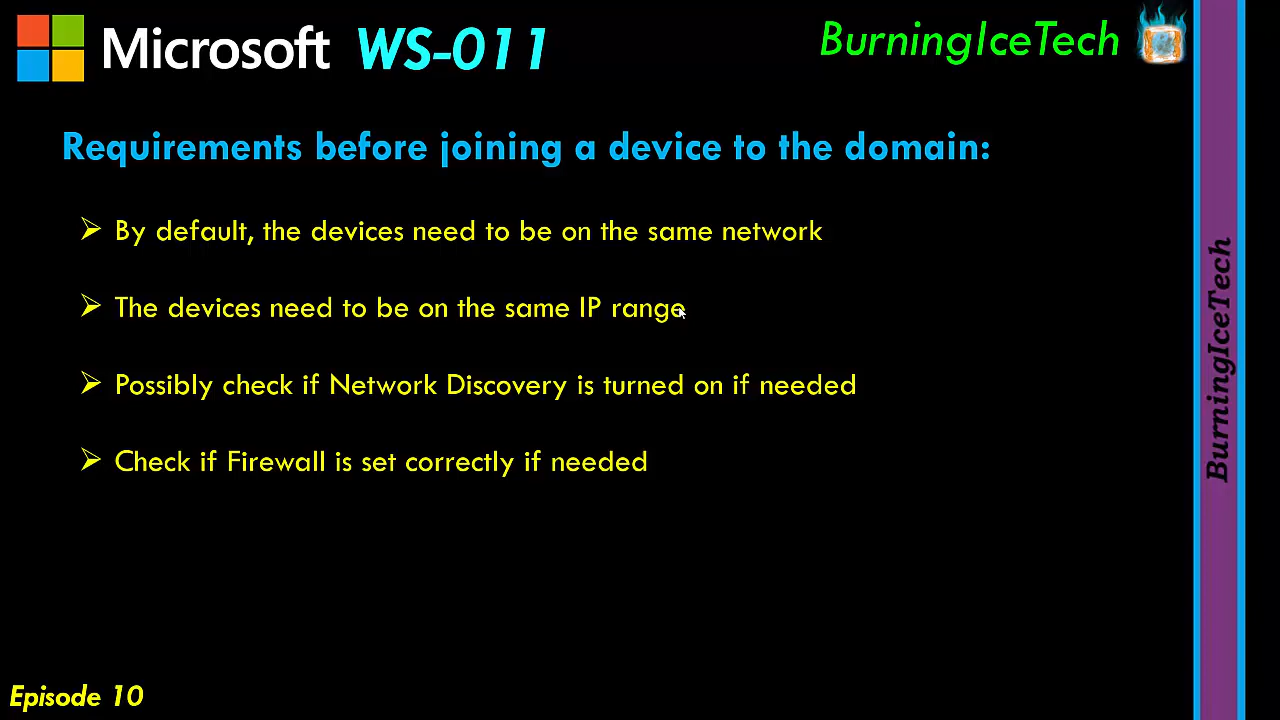 Microsoft WS-011
BurningIceTech
Requirements before joining a device to the domain:
By default, the devices need to be on the same network
The devices need to be on the same IP range
Possibly check if Network Discovery is turned on if needed
Check if Firewall is set correctly if needed
BurningIceTech
Episode 10